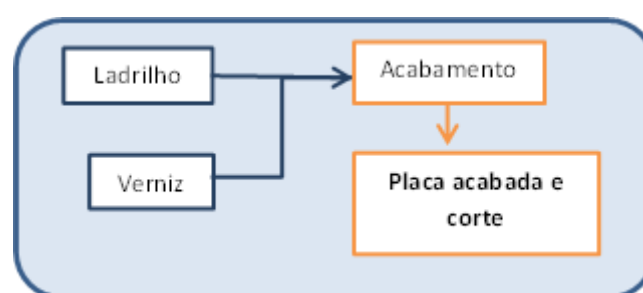 Ladrilho
Acabamento
Verniz
Placa acabada e
corte